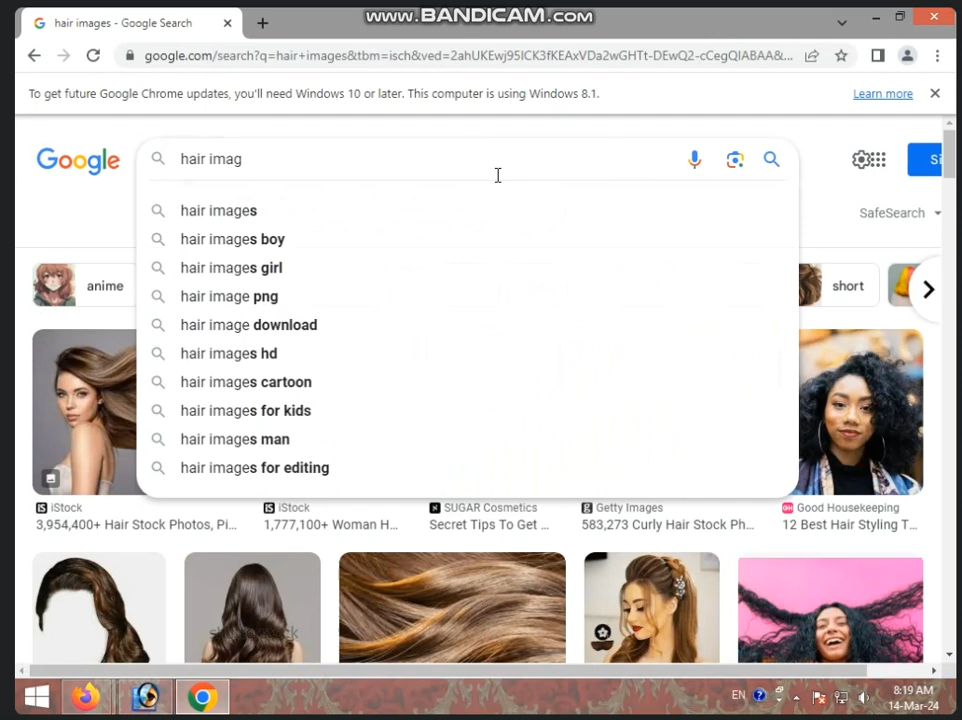 www.BANDICAM.com
hair images - Google Search
google.com/search?q=hair+images&tbm=isch&ved=2ahUKEwj95ICK3fKEAxVDa2wGHTt-DEwQ2-cCegQIABAA&...
To get future Google Chrome updates, you'll need Windows 10 or later. This computer is using Windows 8.1.
Learn more
Google
hair imag
Si
SafeSearch
hair images
hair images boy
hair images girl
hair image png
hair image download
hair images hd
hair images cartoon
hair images for kids
hair images man
hair images for editing
anime
short
iStock
3,954,400+ Hair Stock Photos, Pi...
iStock
1,777,100+ Woman H...
SUGAR Cosmetics
Secret Tips To Get ...
Getty Images
583,273 Curly Hair Stock Ph...
Good Housekeeping
12 Best Hair Styling T...
EN
8:19 AM
14-Mar-24